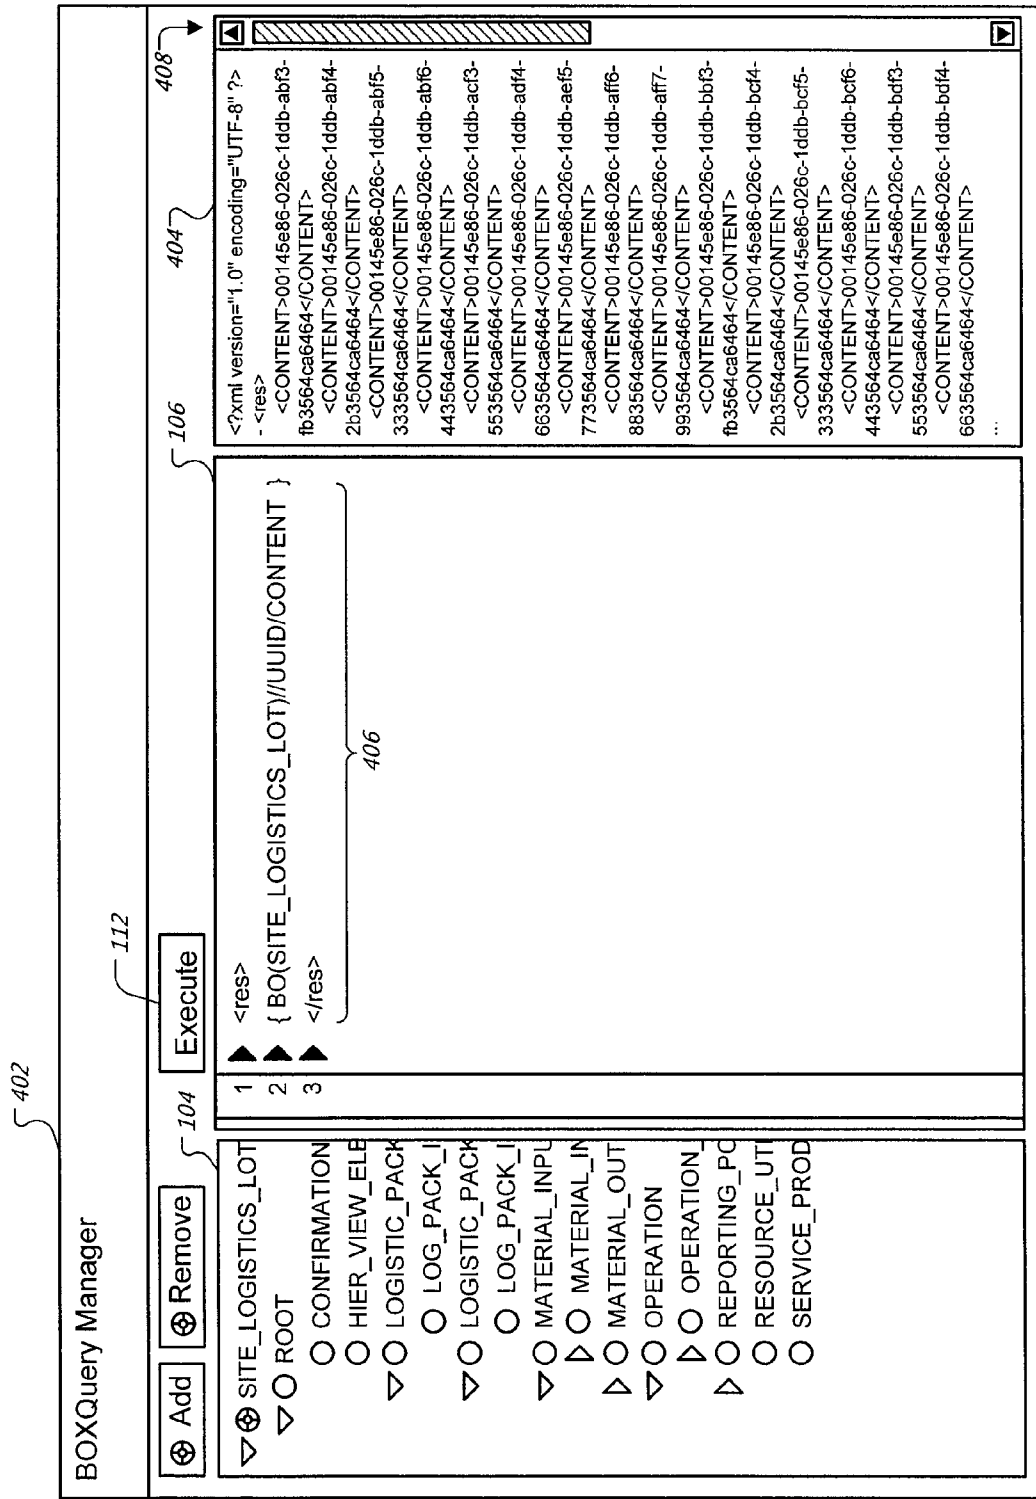 402
BOXQuery Manager
112
Add
Remove
Execute
104
106
404
408
SITE_LOGISTICS_LOT
ROOT
CONFIRMATION
HIER_VIEW_ELE
LOGISTIC_PACK
LOG_PACK_I
LOGISTIC_PACK
LOG_PACK_I
MATERIAL_INPU
MATERIAL_IN
MATERIAL_OUT
OPERATION
OPERATION_
REPORTING_PO
RESOURCE_UTI
SERVICE_PROD
1 <res>
2 { BO(SITE_LOGISTICS_LOT)//UUID/CONTENT }
3 </res>
406
<?xml version="1.0" encoding="UTF-8" ?>
- <res>
<CONTENT>00145e86-026c-1ddb-abf3-
fb3564ca6464</CONTENT>
<CONTENT>00145e86-026c-1ddb-abf4-
2b3564ca6464</CONTENT>
<CONTENT>00145e86-026c-1ddb-abf5-
333564ca6464</CONTENT>
<CONTENT>00145e86-026c-1ddb-abf6-
443564ca6464</CONTENT>
<CONTENT>00145e86-026c-1ddb-acf3-
553564ca6464</CONTENT>
<CONTENT>00145e86-026c-1ddb-adf4-
663564ca6464</CONTENT>
<CONTENT>00145e86-026c-1ddb-aef5-
773564ca6464</CONTENT>
<CONTENT>00145e86-026c-1ddb-aff6-
883564ca6464</CONTENT>
<CONTENT>00145e86-026c-1ddb-aff7-
993564ca6464</CONTENT>
<CONTENT>00145e86-026c-1ddb-bbf3-
fb3564ca6464</CONTENT>
<CONTENT>00145e86-026c-1ddb-bcf4-
2b3564ca6464</CONTENT>
<CONTENT>00145e86-026c-1ddb-bcf5-
333564ca6464</CONTENT>
<CONTENT>00145e86-026c-1ddb-bcf6-
443564ca6464</CONTENT>
<CONTENT>00145e86-026c-1ddb-bdf3-
553564ca6464</CONTENT>
<CONTENT>00145e86-026c-1ddb-bdf4-
663564ca6464</CONTENT>
...